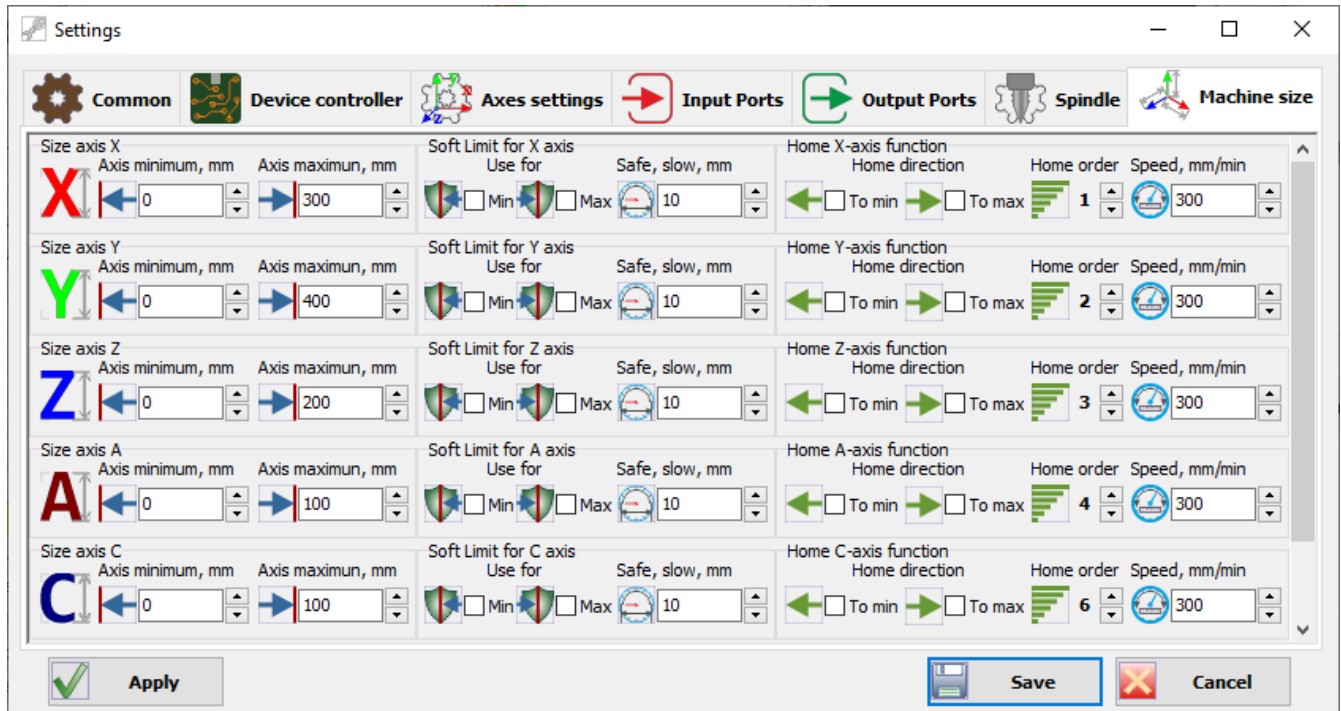 Settings
Common Device controller Axes settings Input Ports Output Ports Spindle Machine size
Size axis X Soft Limit for X axis Home X-axis function
Axis minimum, mm Axis maximun, mm Use for Safe, slow, mm Home direction Home order Speed, mm/min
X 0 300 Min Max 10 To min To max 1 300
Size axis Y Soft Limit for Y axis Home Y-axis function
Axis minimum, mm Axis maximun, mm Use for Safe, slow, mm Home direction Home order Speed, mm/min
Y 0 400 Min Max 10 To min To max 2 300
Size axis Z Soft Limit for Z axis Home Z-axis function
Axis minimum, mm Axis maximun, mm Use for Safe, slow, mm Home direction Home order Speed, mm/min
Z 0 200 Min Max 10 To min To max 3 300
Size axis A Soft Limit for A axis Home A-axis function
Axis minimum, mm Axis maximun, mm Use for Safe, slow, mm Home direction Home order Speed, mm/min
A 0 100 Min Max 10 To min To max 4 300
Size axis C Soft Limit for C axis Home C-axis function
Axis minimum, mm Axis maximun, mm Use for Safe, slow, mm Home direction Home order Speed, mm/min
C 0 100 Min Max 10 To min To max 6 300
Apply Save Cancel